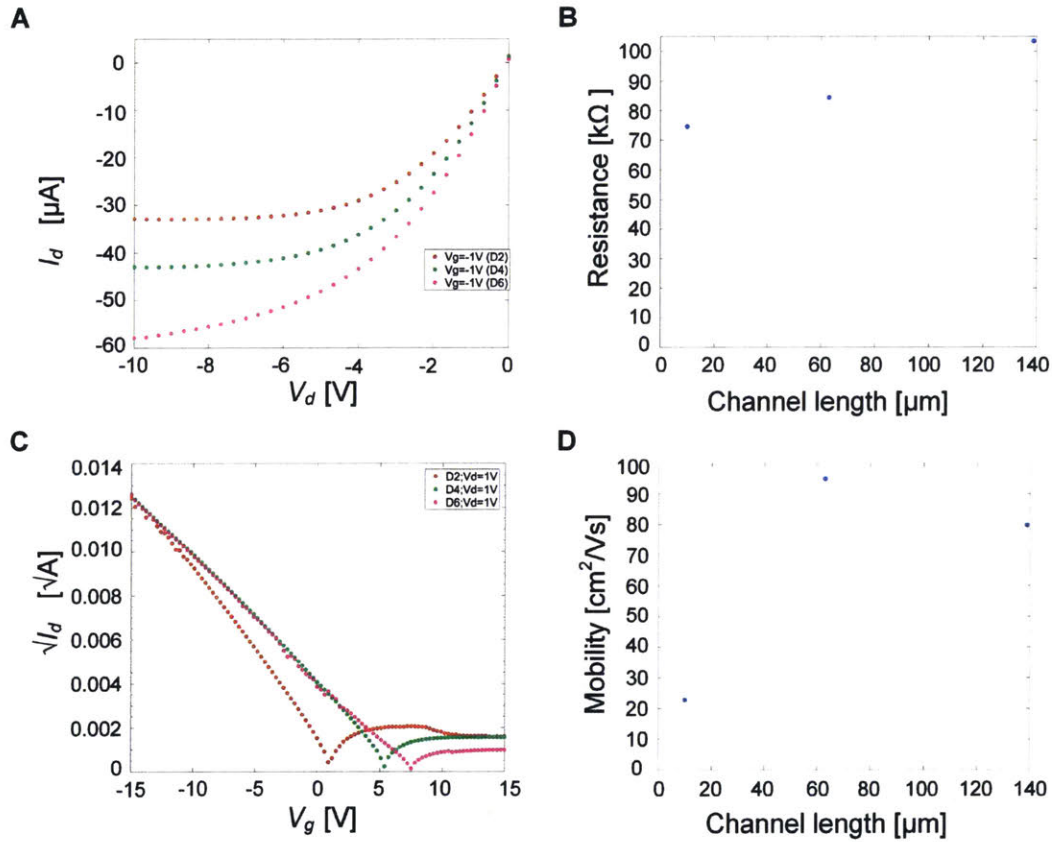 A
0
-10
-20
-30
-40
-50
-60
I_d [µA]
Vg=-1V (D2)
Vg=-1V (D4)
Vg=-1V (D6)
-10 -8 -6 -4 -2 0
V_d [V]
B
100
90
80
70
60
50
40
30
20
10
0
Resistance [kΩ]
0 20 40 60 80 100 120 140
Channel length [µm]
C
0.014
0.012
0.010
0.008
0.006
0.004
0.002
0
√I_d [√A]
D2;Vd=1V
D4;Vd=1V
D6;Vd=1V
-15 -10 -5 0 5 10 15
V_g [V]
D
100
90
80
70
60
50
40
30
20
10
0
Mobility [cm²/Vs]
0 20 40 60 80 100 120 140
Channel length [µm]